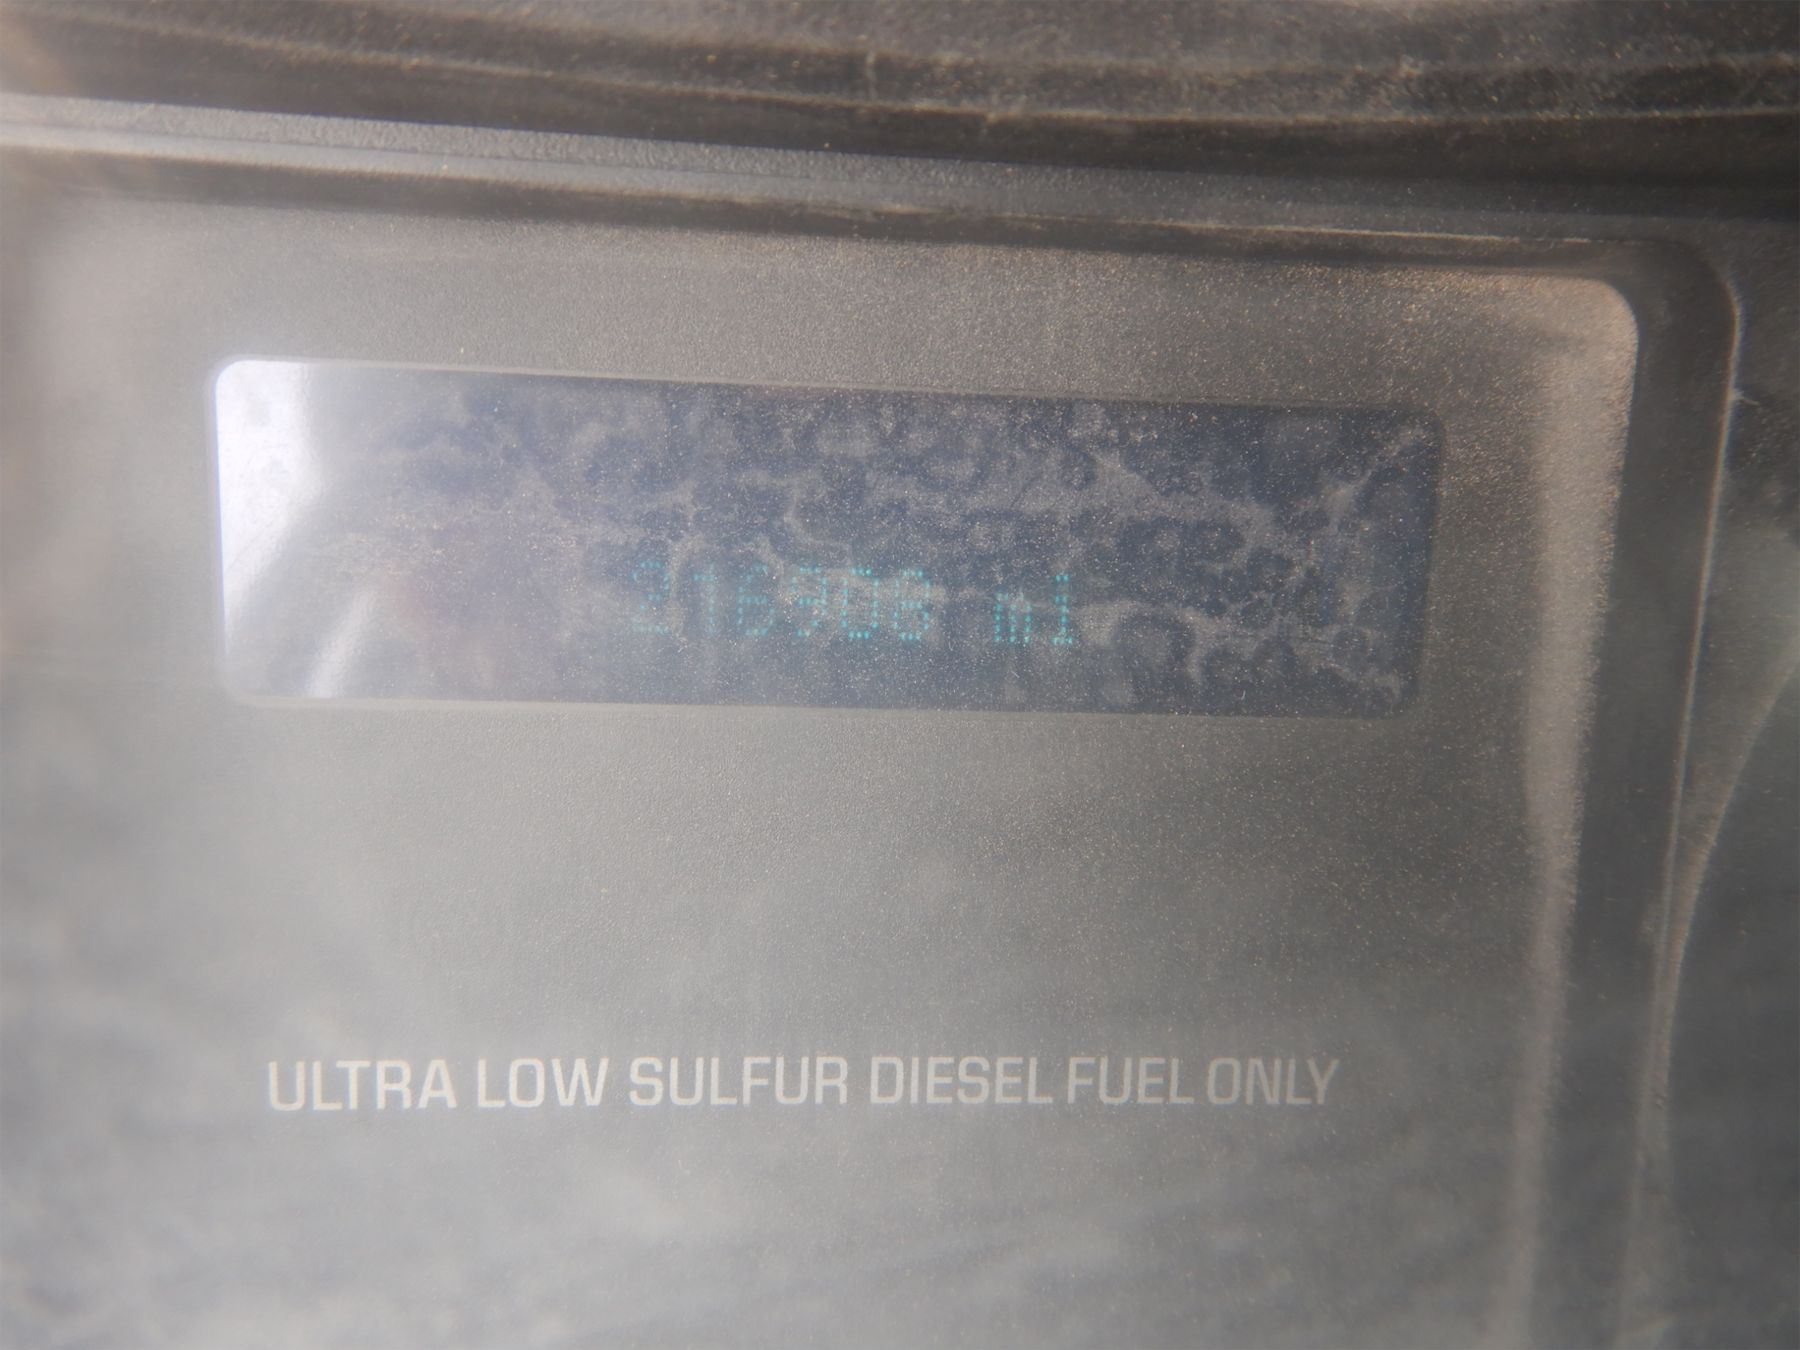 216908 mi
ULTRA LOW SULFUR DIESEL FUEL ONLY